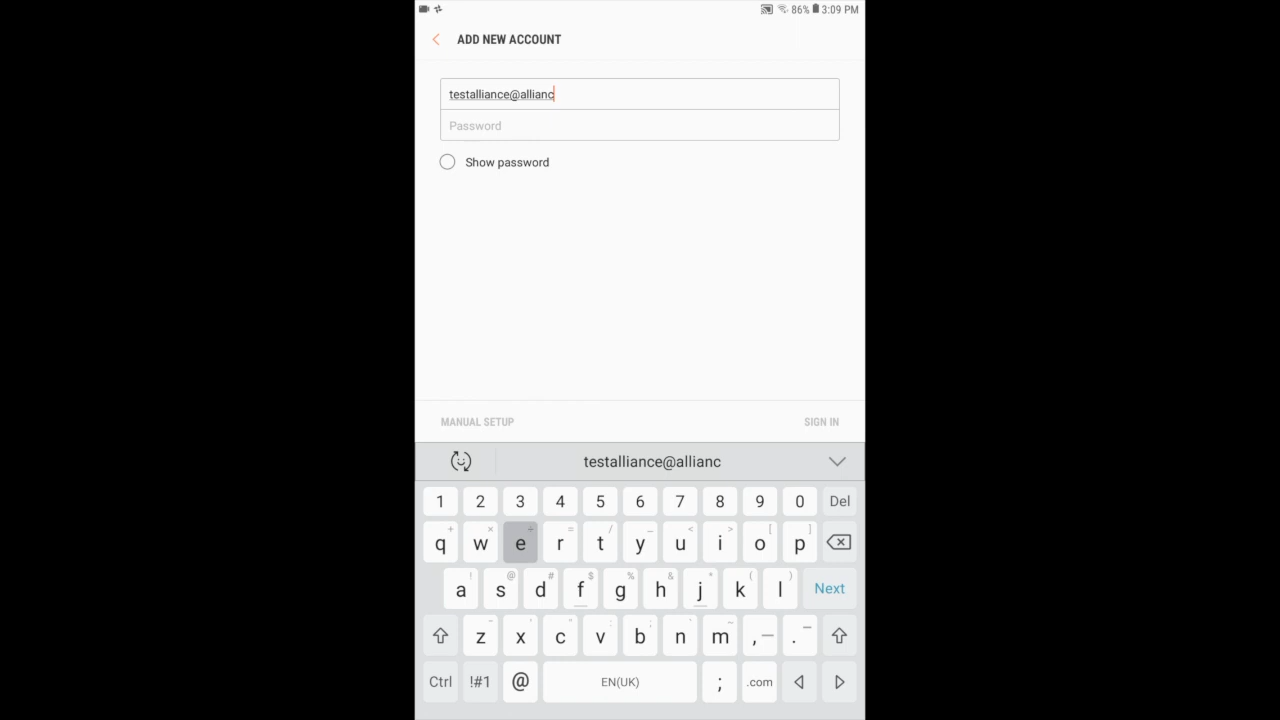 86% 3:09 PM
ADD NEW ACCOUNT
testalliance@allianc
Password
Show password
MANUAL SETUP SIGN IN
testalliance@allianc
1 2 3 4 5 6 7 8 9 0 Del
+ × ÷ = / _ < > [ ]
q w e r t y u i o p
! @ # $ % & * ( )
a s d f g h j k l Next
z x c v b n m , .
Ctrl !#1 @ EN(UK) ; .com